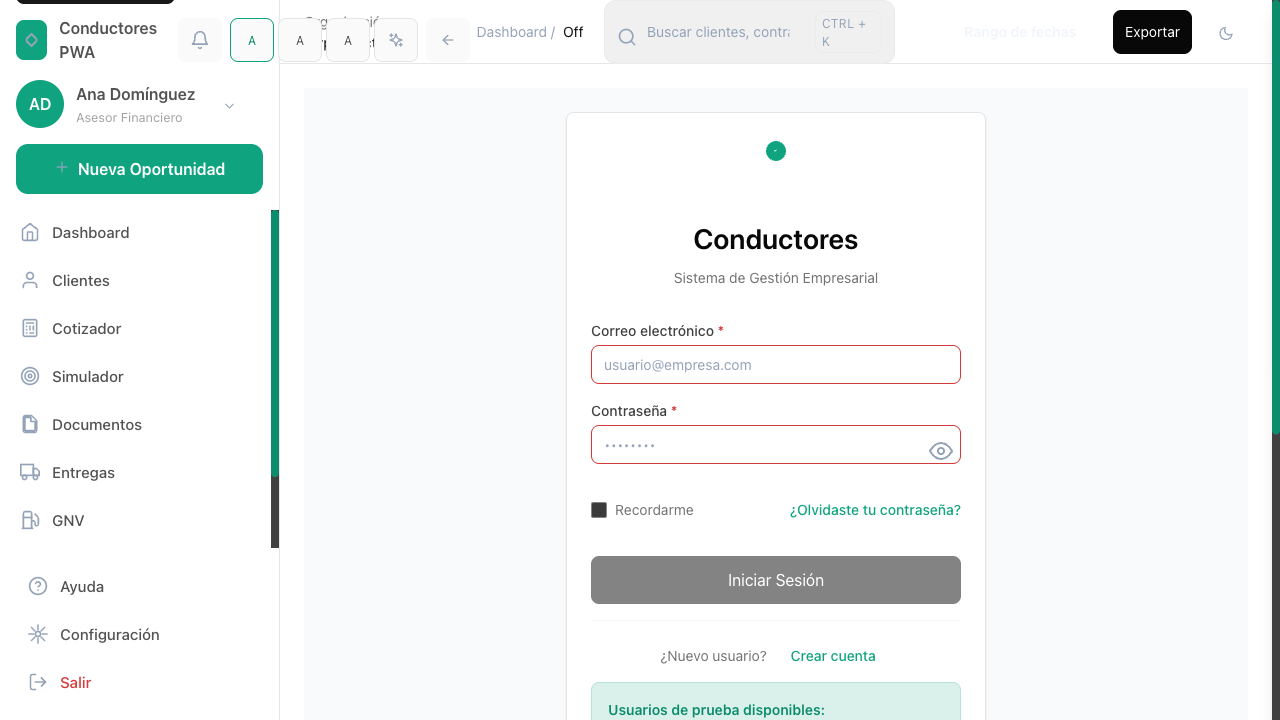 Conductores
PWA
A
A
A
Dashboard / Off
Buscar clientes, contra
CTRL +
K
Rango de fechas
Exportar
AD
Ana Domínguez
Asesor Financiero
Nueva Oportunidad
Dashboard
Clientes
Cotizador
Simulador
Documentos
Entregas
GNV
Ayuda
Configuración
Salir
Conductores
Sistema de Gestión Empresarial
Correo electrónico *
usuario@empresa.com
Contraseña *
Recordarme
¿Olvidaste tu contraseña?
Iniciar Sesión
¿Nuevo usuario? Crear cuenta
Usuarios de prueba disponibles: